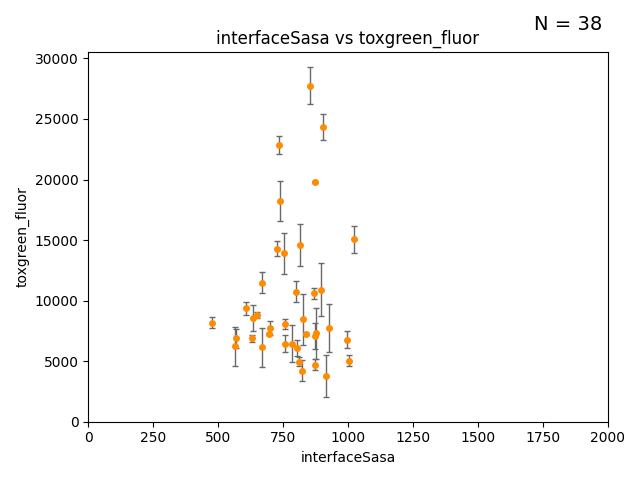 N = 38
interfaceSasa vs toxgreen_fluor
30000
25000
20000
15000
10000
5000
0
toxgreen_fluor
0 250 500 750 1000 1250 1500 1750 2000
interfaceSasa